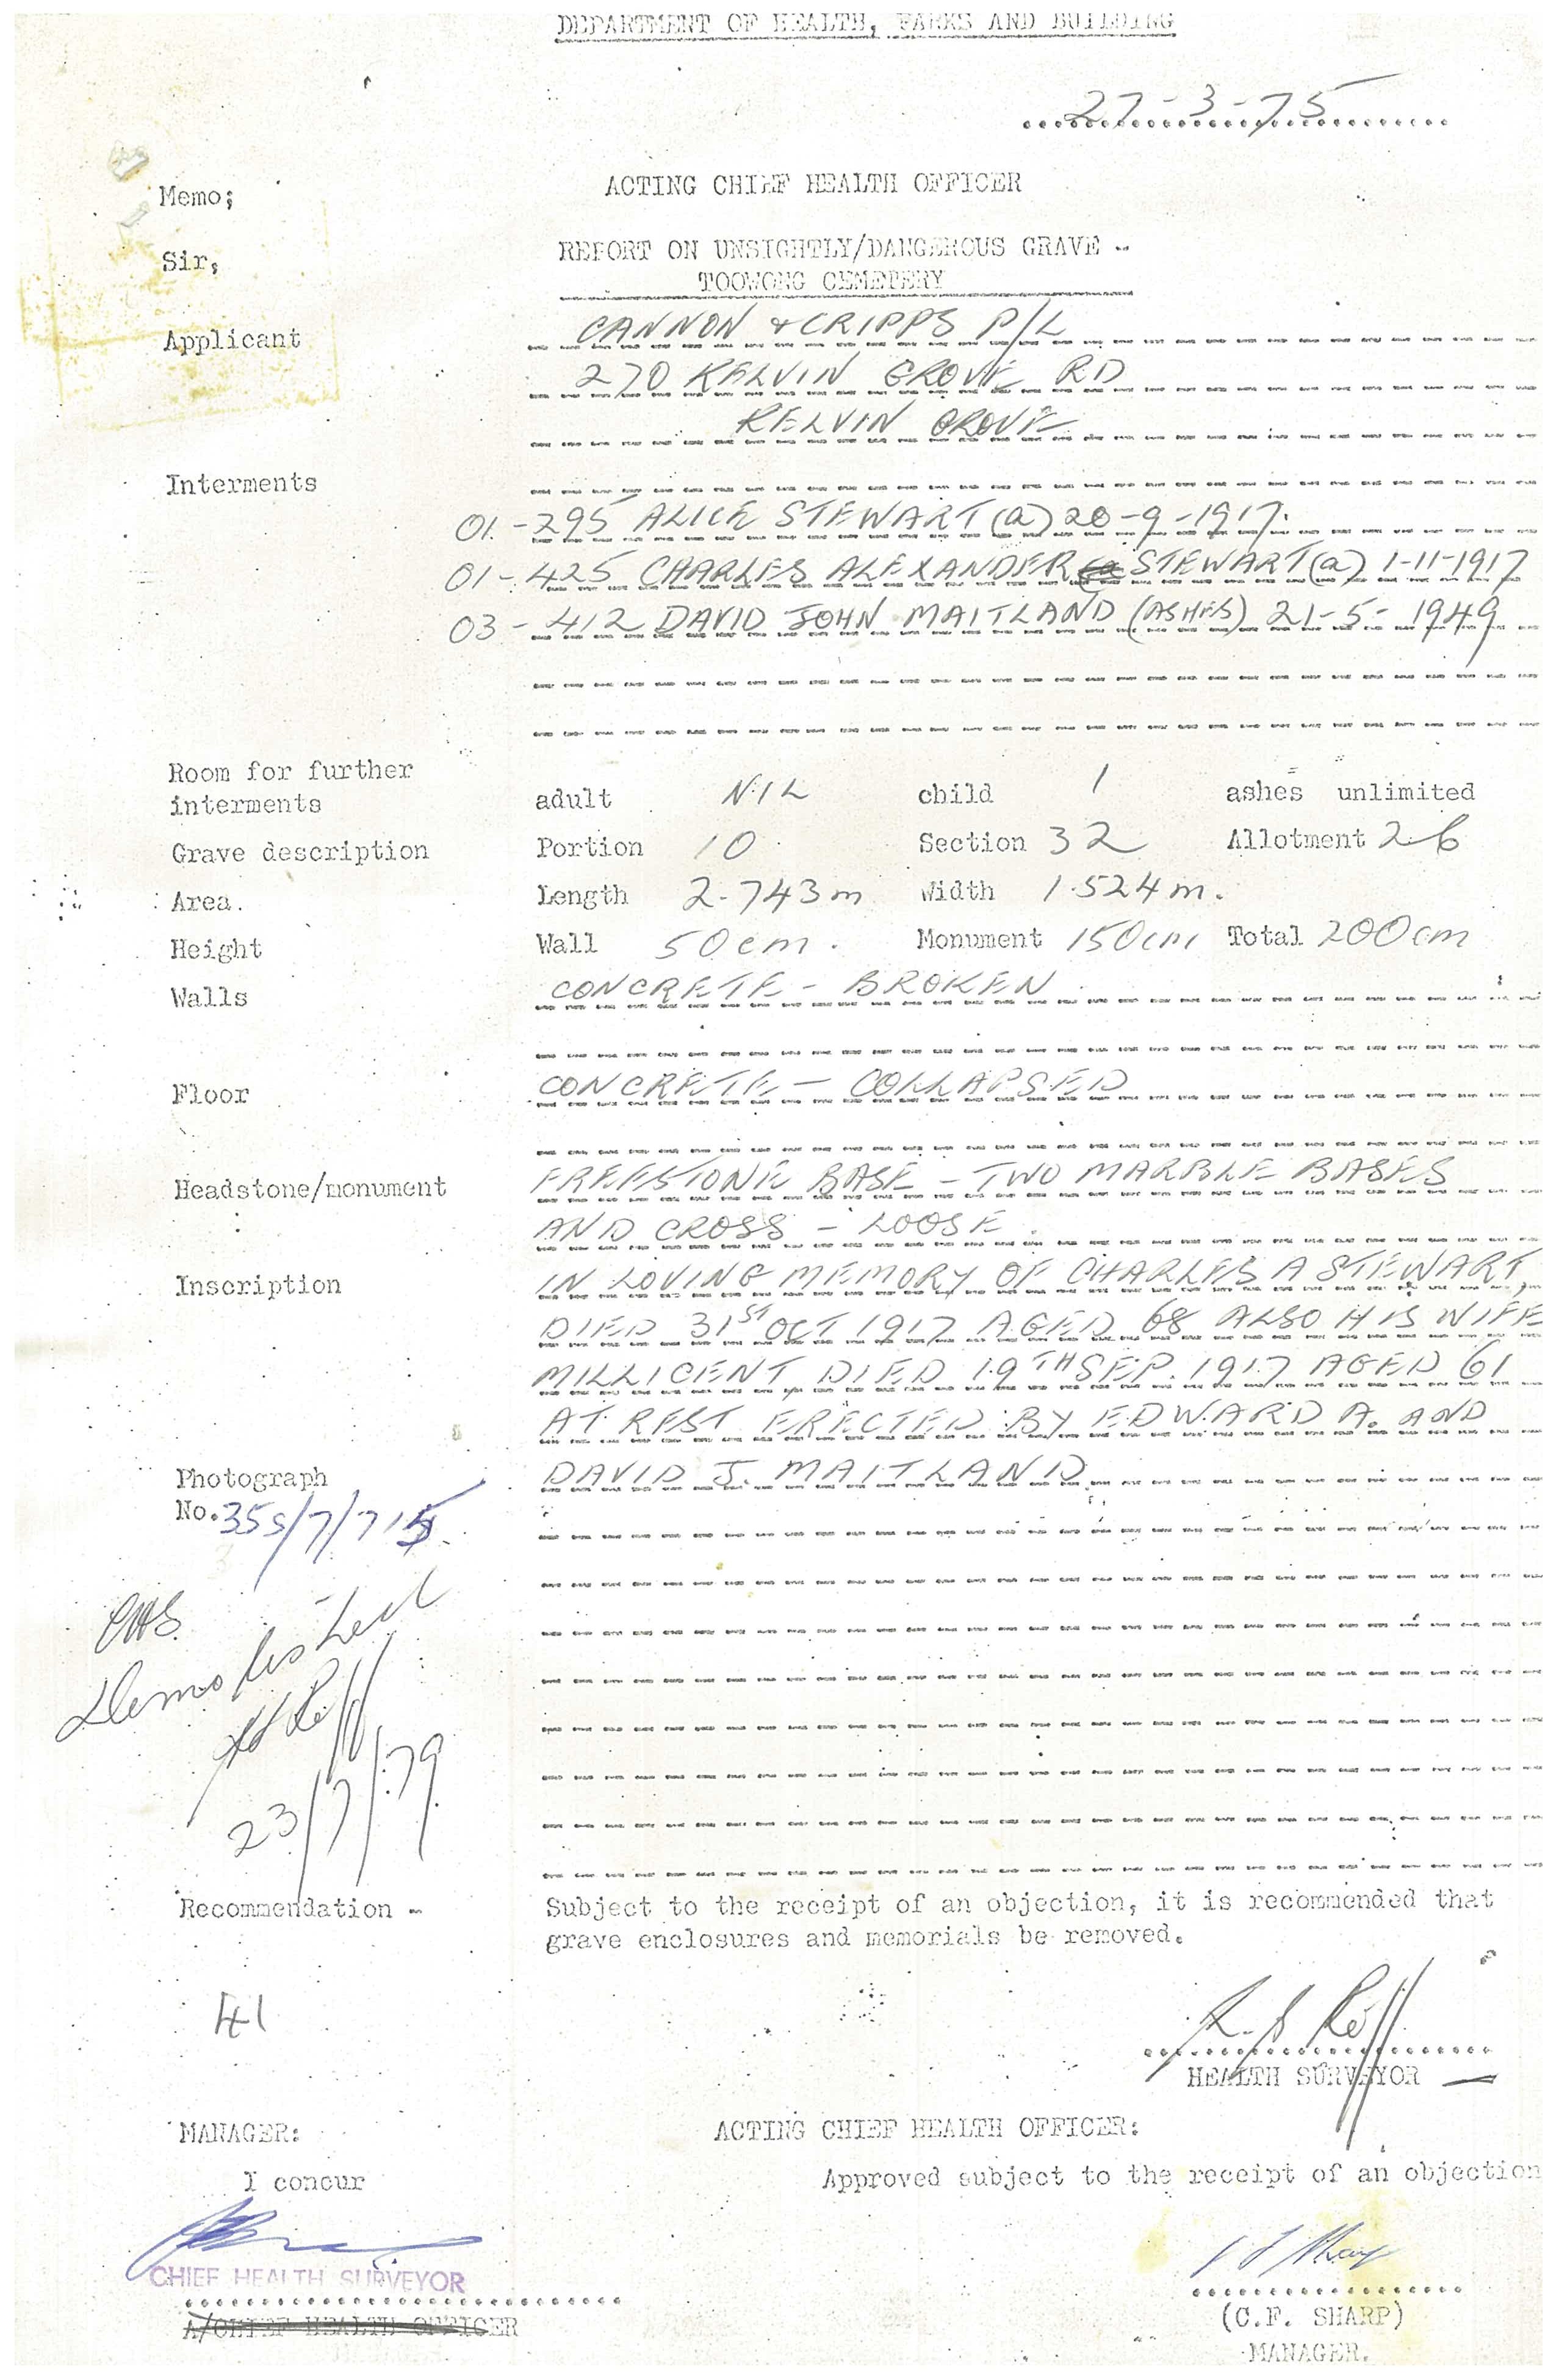 DEPARTMENT OF HEALTH, PARKS AND BUILDING
27-3-75
Memo; ACTING CHIEF HEALTH OFFICER
Sir, REPORT ON UNSIGHTLY/DANGEROUS GRAVE -
TOOWONG CEMETERY
Applicant CANNON & CRIPPS P/L
270 KELVIN GROVE RD
KELVIN GROVE
Interments
01-295 ALICE STEWART (a) 20-9-1917.
01-425 CHARLES ALEXANDER STEWART (a) 1-11-1917
03-412 DAVID JOHN MAITLAND (ASHES) 21-5-1949
Room for further
interments adult NIL child 1 ashes unlimited
Grave description Portion 10 Section 32 Allotment 26
Area. Length 2.743m Width 1.524m.
Height Wall 50cm. Monument 150cm Total 200cm
Walls CONCRETE - BROKEN
Floor CONCRETE - COLLAPSED
Headstone/monument FREESTONE BASE - TWO MARBLE BASES
AND CROSS - LOOSE.
Inscription IN LOVING MEMORY OF CHARLES A STEWART,
DIED 31ST OCT 1917 AGED 68 ALSO HIS WIFE
MILLICENT DIED 19TH SEP. 1917 AGED 61
AT REST ERECTED BY EDWARD A. AND
Photograph DAVID J. MAITLAND
No. 35S/7/715
CHS.
Demolished
23/7/79
Recommendation - Subject to the receipt of an objection, it is recommended that
grave enclosures and memorials be removed.
41
HEALTH SURVEYOR
MANAGER: ACTING CHIEF HEALTH OFFICER:
I concur Approved subject to the receipt of an objection
CHIEF HEALTH SURVEYOR
A/CHIEF HEALTH OFFICER
(C.F. SHARP)
MANAGER.